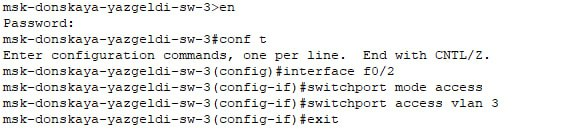 msk-donskaya-yazgeldi-sw-3>en
Password:
msk-donskaya-yazgeldi-sw-3#conf t
Enter configuration commands, one per line.  End with CNTL/Z.
msk-donskaya-yazgeldi-sw-3(config)#interface f0/2
msk-donskaya-yazgeldi-sw-3(config-if)#switchport mode access
msk-donskaya-yazgeldi-sw-3(config-if)#switchport access vlan 3
msk-donskaya-yazgeldi-sw-3(config-if)#exit